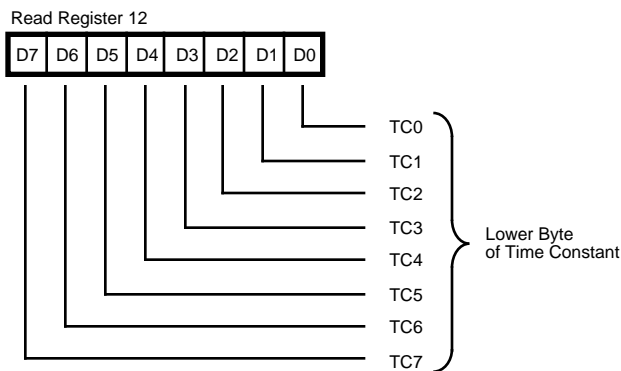 Read Register 12
D7 D6 D5 D4 D3 D2 D1 D0
TC0
TC1
TC2
TC3
TC4
TC5
TC6
TC7
Lower Byte
of Time Constant